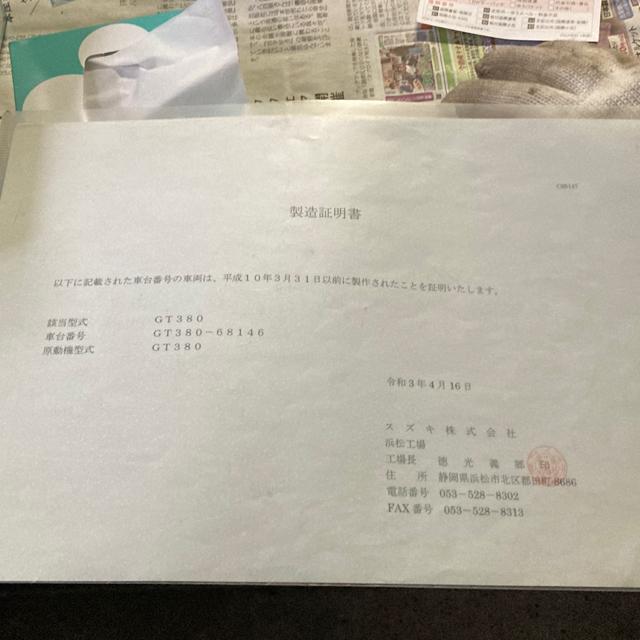 製造証明書
以下に記載された車台番号の車両は、平成10年3月31日以前に製作されたことを証明いたします。
該当型式 GT380
車台番号 GT380-68146
原動機型式 GT380
令和3年4月16日
スズキ株式会社
浜松工場
工場長 徳光義郷 印
住所 静岡県浜松市北区都田町8686
電話番号 053-528-8302
FAX番号 053-528-8313